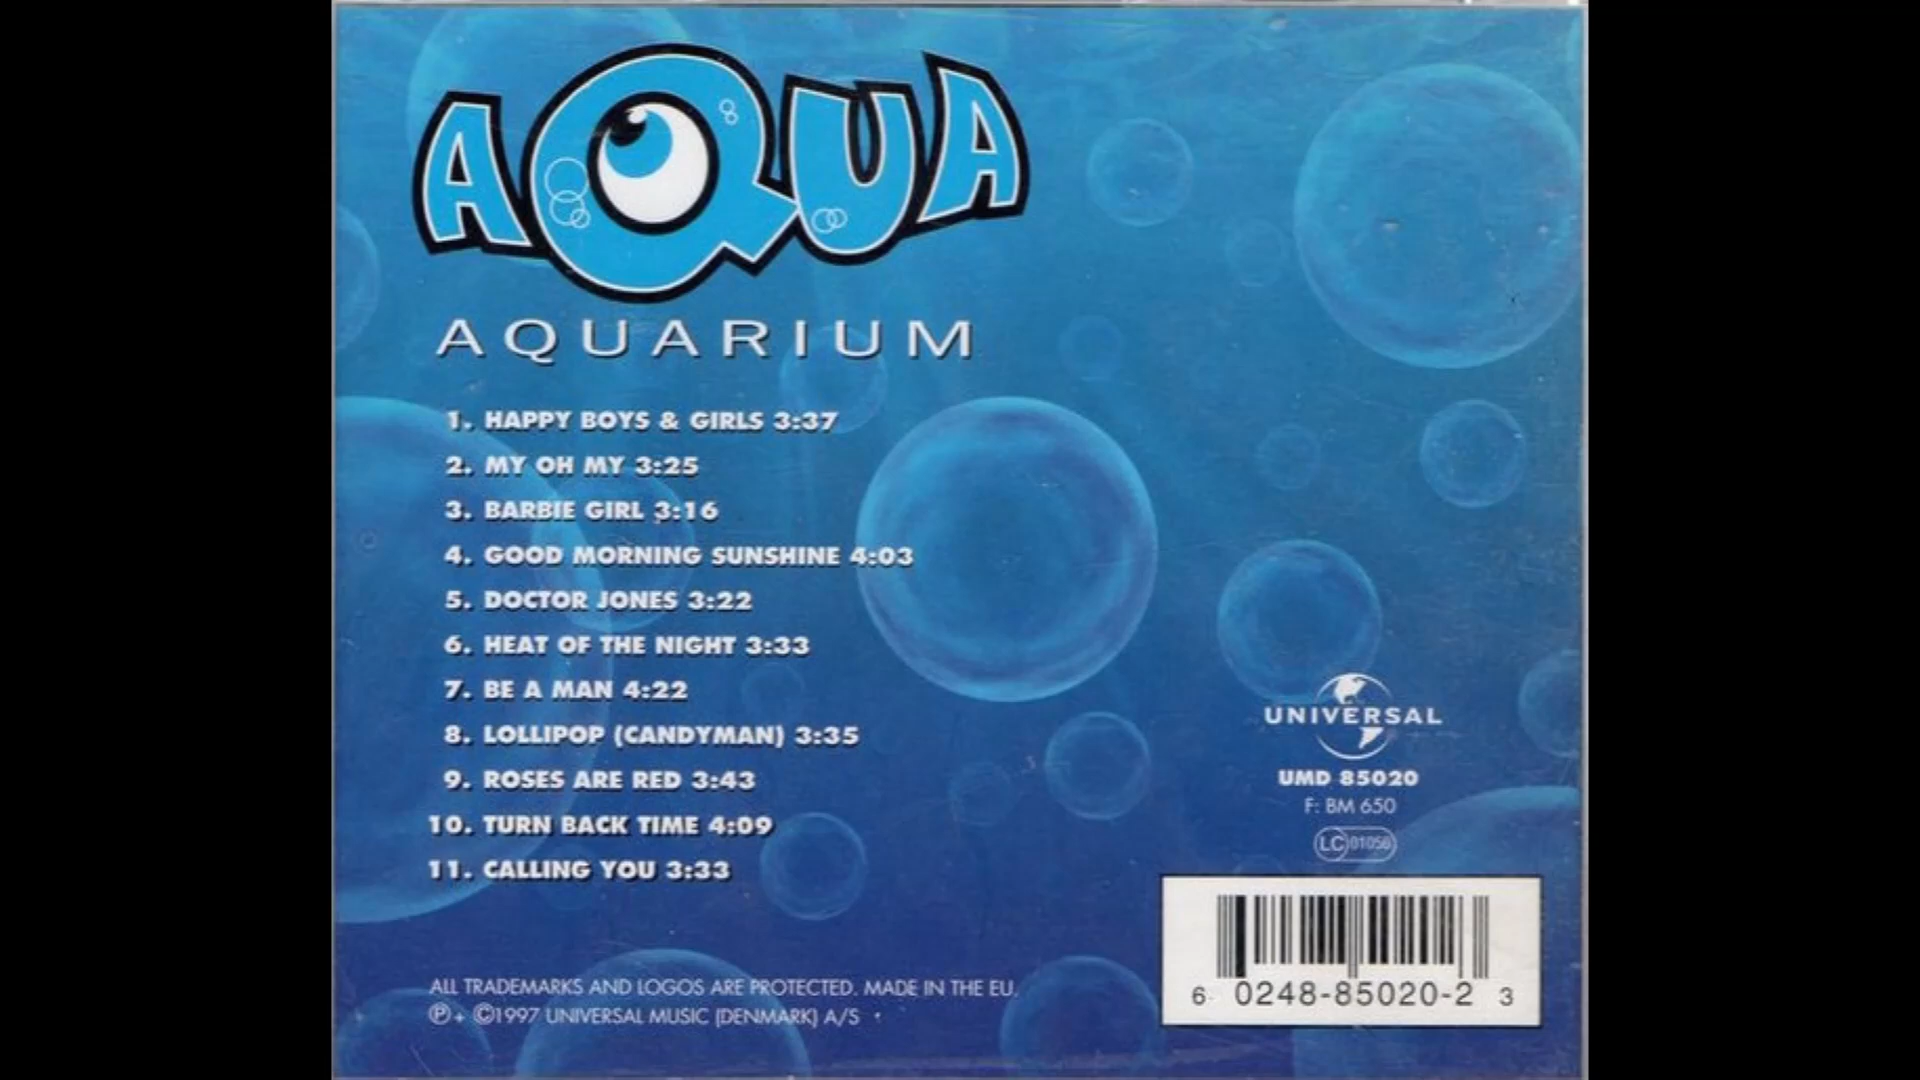 AQUA
AQUARIUM
1. HAPPY BOYS & GIRLS 3:37
2. MY OH MY 3:25
3. BARBIE GIRL 3:16
4. GOOD MORNING SUNSHINE 4:03
5. DOCTOR JONES 3:22
6. HEAT OF THE NIGHT 3:33
7. BE A MAN 4:22
8. LOLLIPOP (CANDYMAN) 3:35
9. ROSES ARE RED 3:43
10. TURN BACK TIME 4:09
11. CALLING YOU 3:33
UNIVERSAL
UMD 85020
F: BM 650
LC 01056
6 0248-85020-2 3
ALL TRADEMARKS AND LOGOS ARE PROTECTED. MADE IN THE EU.
℗ + ©1997 UNIVERSAL MUSIC (DENMARK) A/S